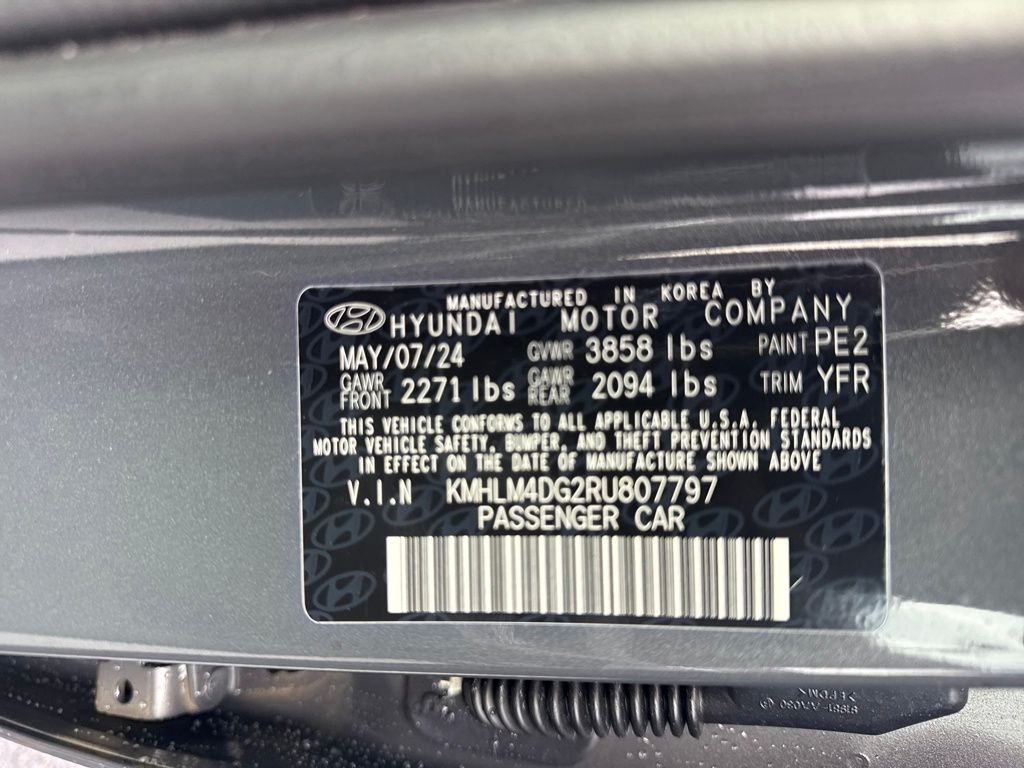 MANUFACTURED IN KOREA BY
HYUNDAI MOTOR COMPANY
MAY/07/24 GVWR 3858 lbs PAINT PE2
GAWR FRONT 2271 lbs GAWR REAR 2094 lbs TRIM YFR
THIS VEHICLE CONFORMS TO ALL APPLICABLE U.S.A. FEDERAL
MOTOR VEHICLE SAFETY, BUMPER, AND THEFT PREVENTION STANDARDS
IN EFFECT ON THE DATE OF MANUFACTURE SHOWN ABOVE
V.I.N KMHLM4DG2RU807797
PASSENGER CAR
>EPDM<